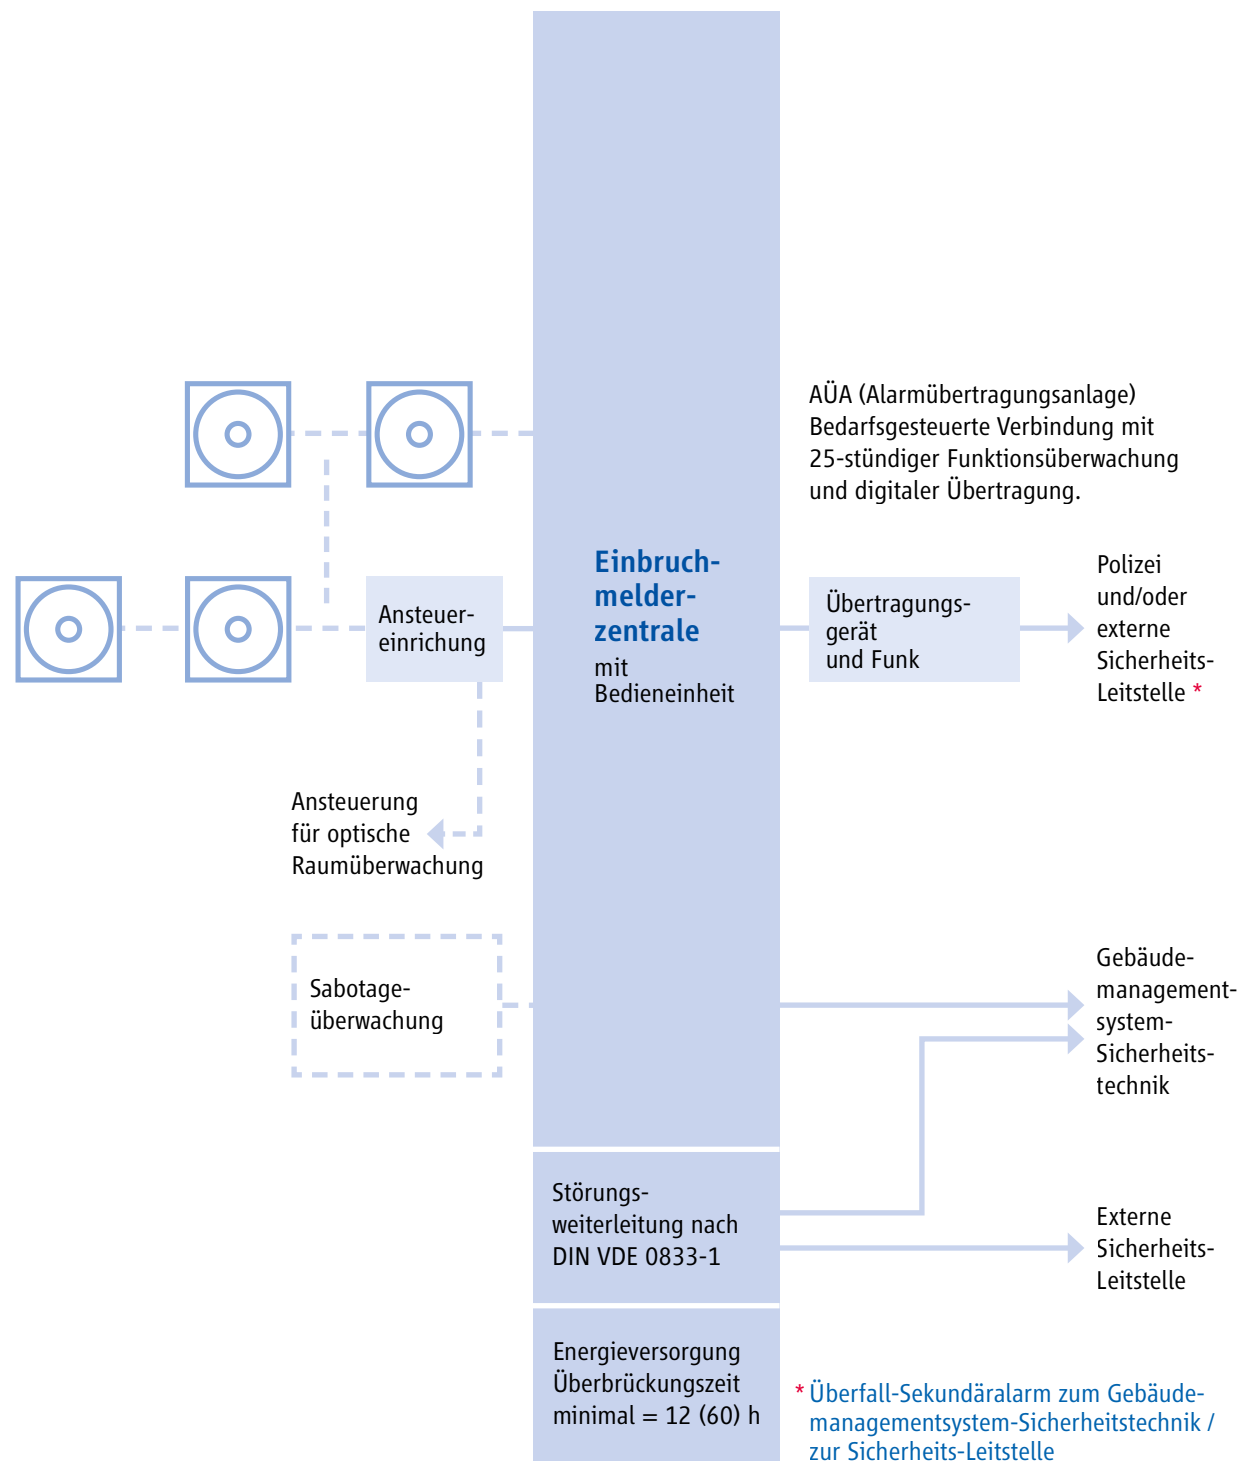 AÜA (Alarmübertragungsanlage)
Bedarfsgesteuerte Verbindung mit
25-stündiger Funktionsüberwachung
und digitaler Übertragung.
Ansteuer-
einrichung
Einbruch-
melder-
zentrale
mit
Bedieneinheit
Übertragungs-
gerät
und Funk
Polizei
und/oder
externe
Sicherheits-
Leitstelle *
Ansteuerung
für optische
Raumüberwachung
Sabotage-
überwachung
Gebäude-
management-
system-
Sicherheits-
technik
Störungs-
weiterleitung nach
DIN VDE 0833-1
Externe
Sicherheits-
Leitstelle
Energieversorgung
Überbrückungszeit
minimal = 12 (60) h
* Überfall-Sekundäralarm zum Gebäude-
managementsystem-Sicherheitstechnik /
zur Sicherheits-Leitstelle